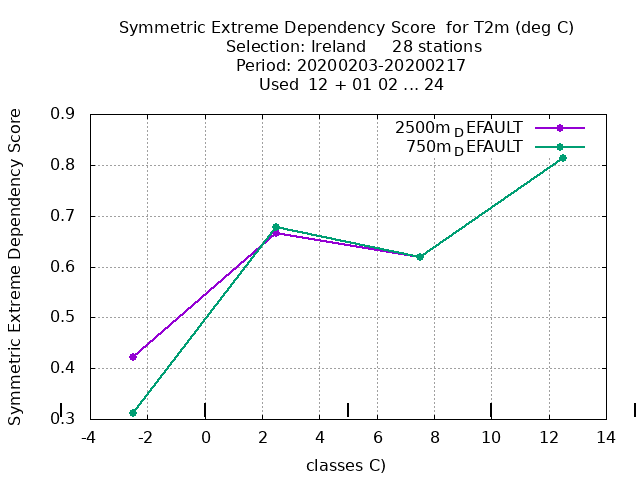 Symmetric Extreme Dependency Score  for T2m (deg C)
Selection: Ireland     28 stations
Period: 20200203-20200217
Used  12 + 01 02 ... 24
Symmetric Extreme Dependency Score
0.9
0.8
0.7
0.6
0.5
0.4
0.3
2500m_DEFAULT
750m_DEFAULT
-4 -2 0 2 4 6 8 10 12 14
classes C)